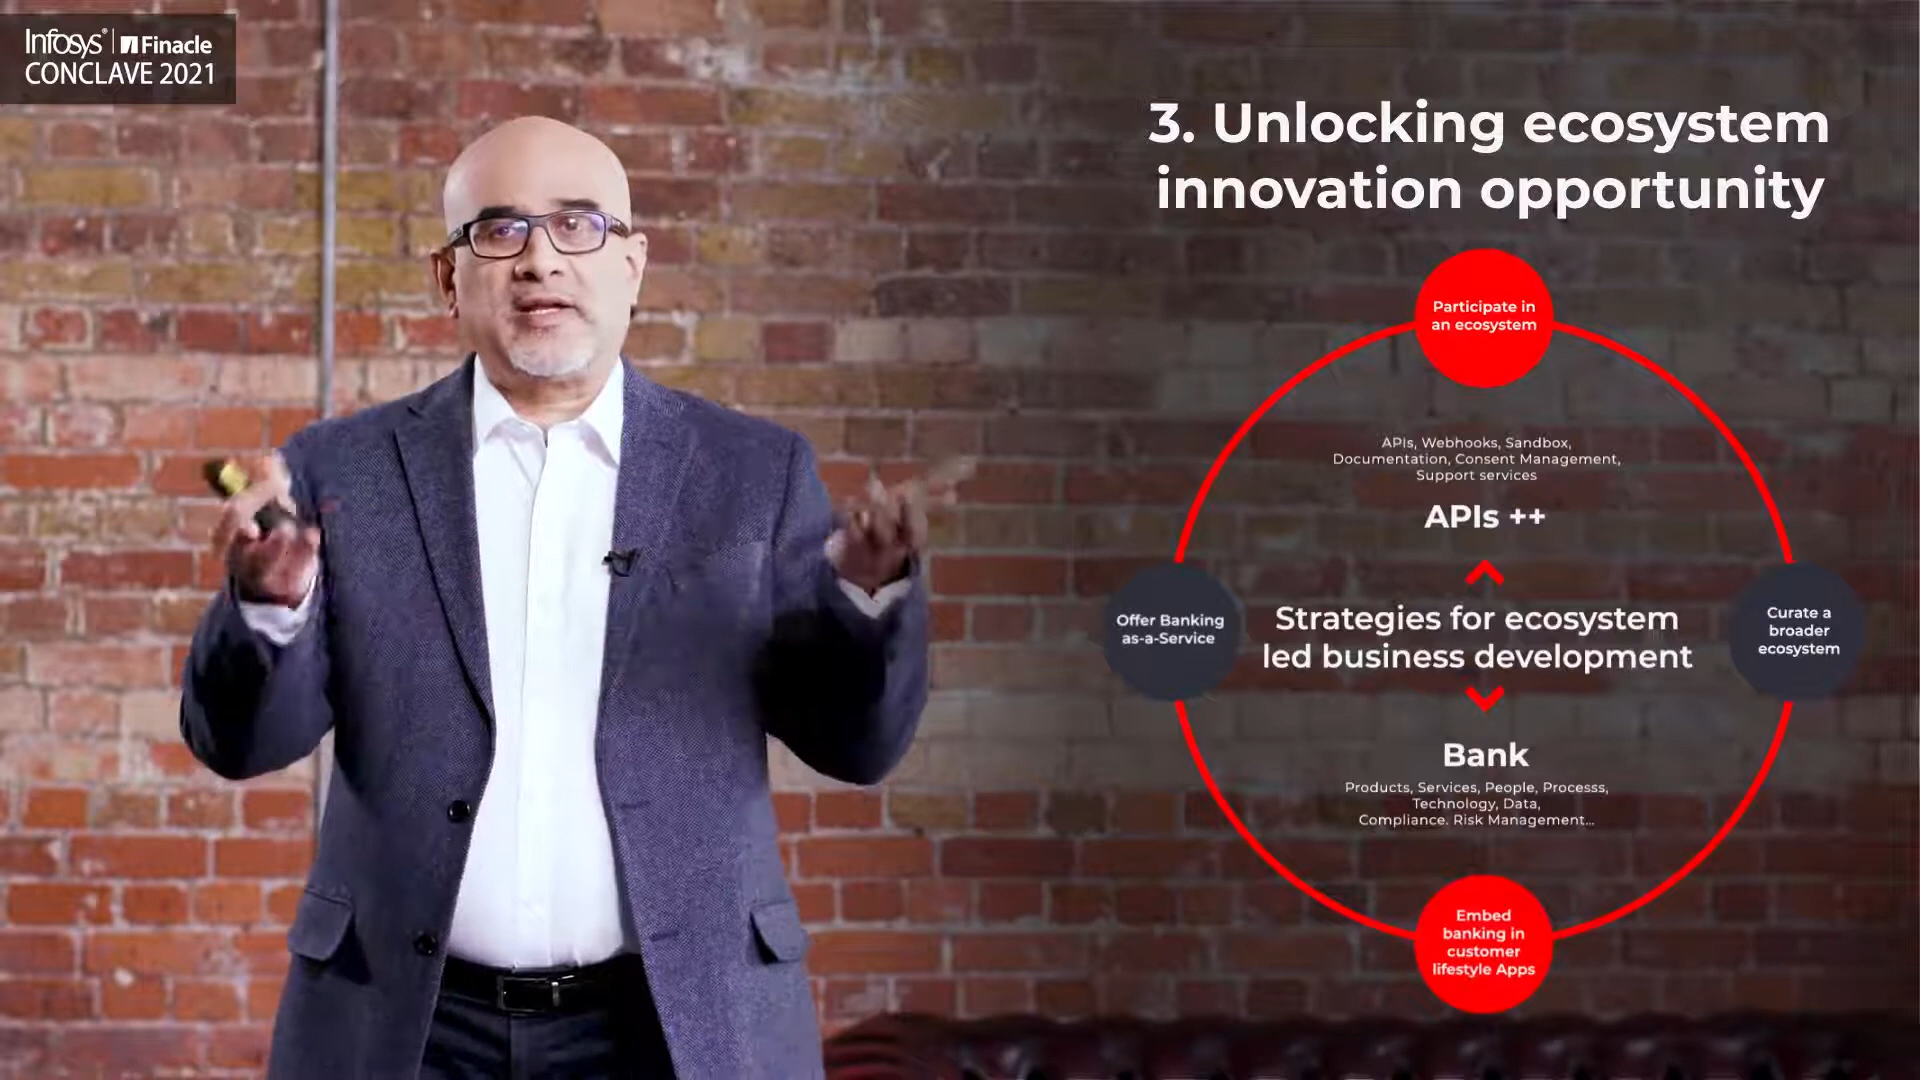 Infosys® | Finacle
CONCLAVE 2021
3. Unlocking ecosystem
innovation opportunity
Participate in
an ecosystem
APIs, Webhooks, Sandbox,
Documentation, Consent Management,
Support services
APIs ++
Offer Banking
as-a-Service
Strategies for ecosystem
led business development
Curate a
broader
ecosystem
Bank
Products, Services, People, Processs,
Technology, Data,
Compliance. Risk Management...
Embed
banking in
customer
lifestyle Apps